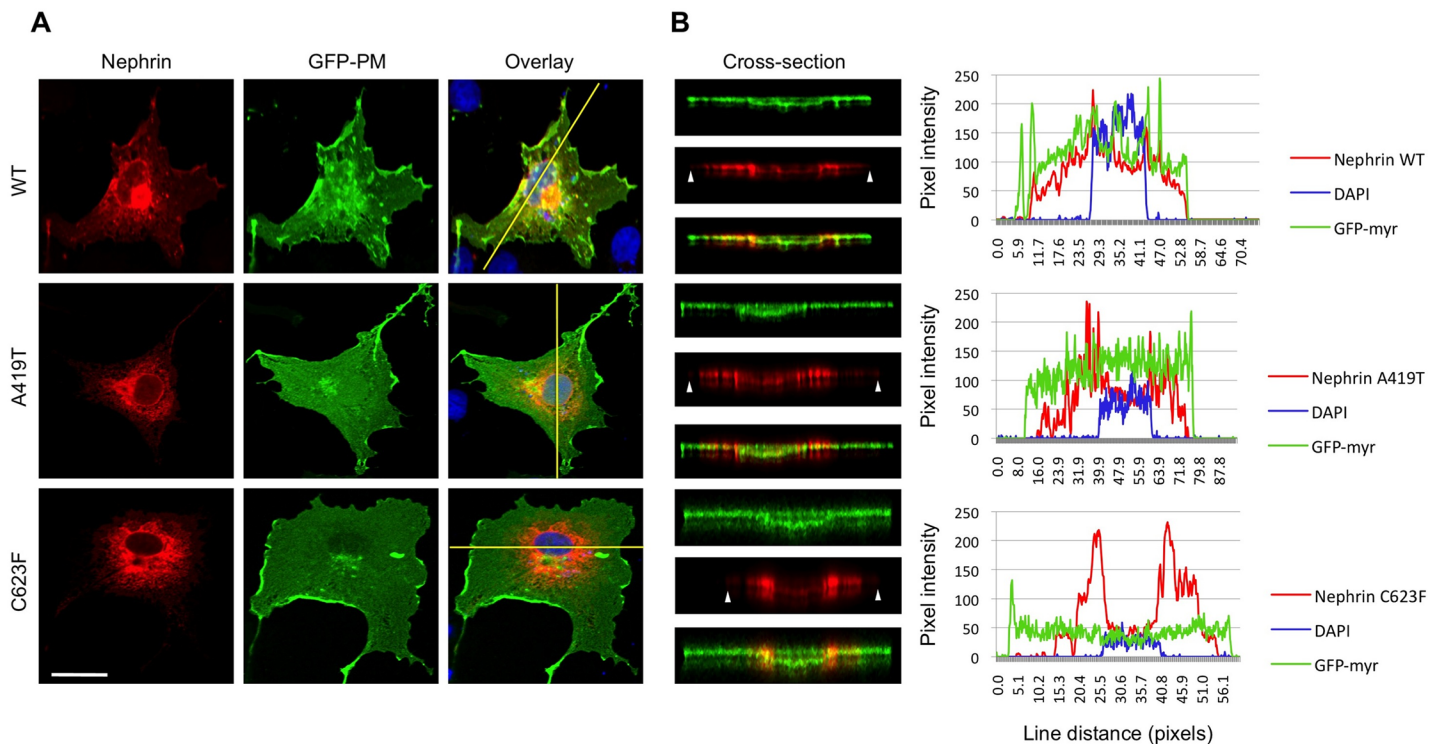 A
B
Nephrin
GFP-PM
Overlay
Cross-section
WT
A419T
C623F
Pixel intensity
250
200
150
100
50
0
0.0
5.9
11.7
17.6
23.5
29.3
35.2
41.1
47.0
52.8
58.7
64.6
70.4
Nephrin WT
DAPI
GFP-myr
Pixel intensity
250
200
150
100
50
0
0.0
8.0
16.0
23.9
31.9
39.9
47.9
55.9
63.9
71.8
79.8
87.8
Nephrin A419T
DAPI
GFP-myr
Pixel intensity
250
200
150
100
50
0
0.0
5.1
10.2
15.3
20.4
25.5
30.6
35.7
40.8
45.9
51.0
56.1
Nephrin C623F
DAPI
GFP-myr
Line distance (pixels)